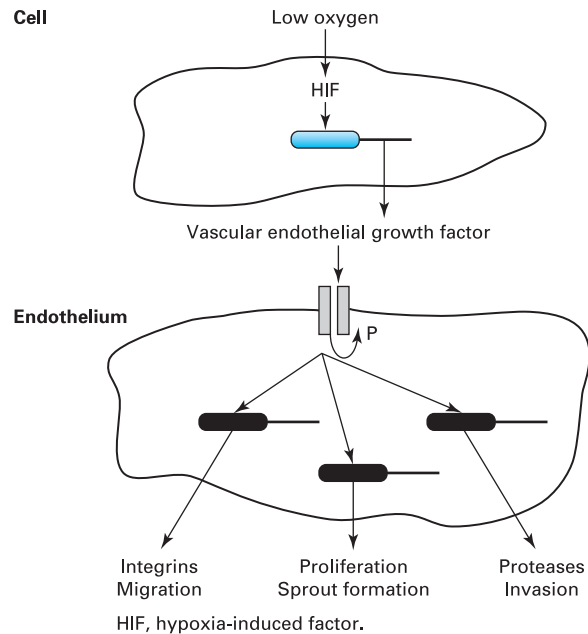 Cell
Low oxygen
HIF
Vascular endothelial growth factor
Endothelium
P
Integrins
Migration
Proliferation
Sprout formation
Proteases
Invasion
HIF, hypoxia-induced factor.